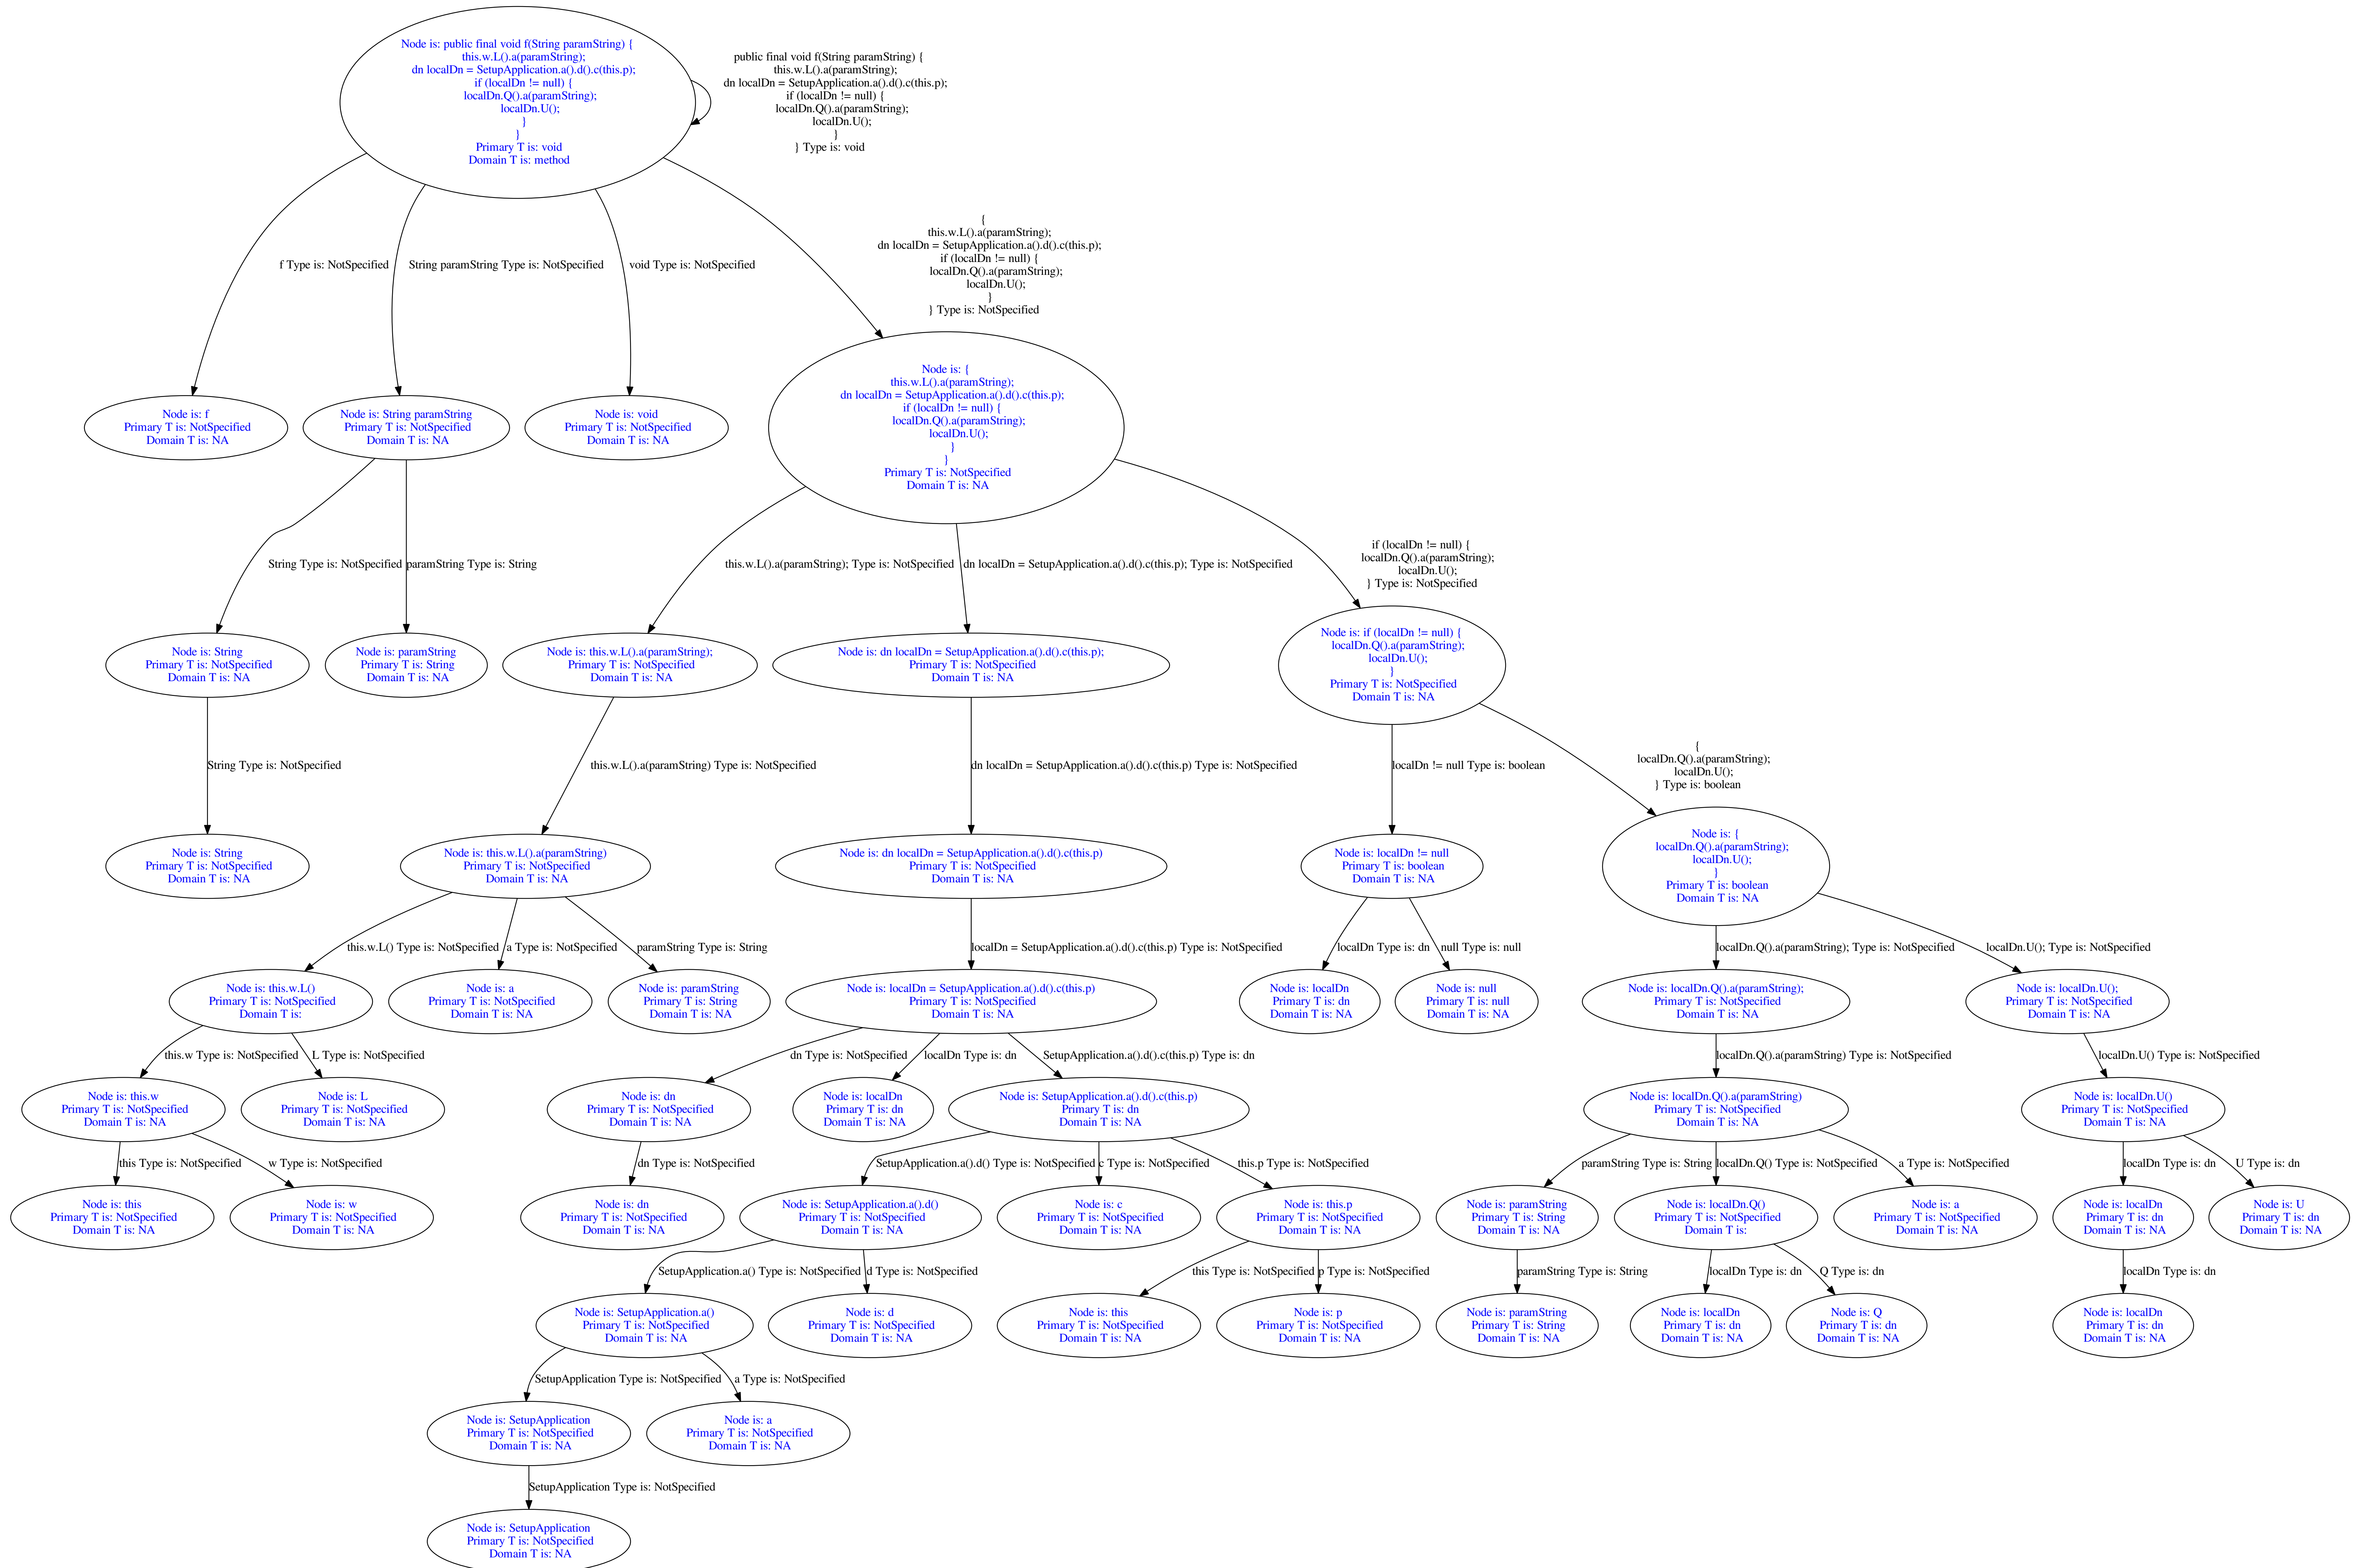 Node is: public final void f(String paramString) {
this.w.L().a(paramString);
dn localDn = SetupApplication.a().d().c(this.p);
if (localDn != null) {
localDn.Q().a(paramString);
localDn.U();
}
}
Primary T is: void
Domain T is: method
public final void f(String paramString) {
this.w.L().a(paramString);
dn localDn = SetupApplication.a().d().c(this.p);
if (localDn != null) {
localDn.Q().a(paramString);
localDn.U();
}
} Type is: void
f Type is: NotSpecified
String paramString Type is: NotSpecified
void Type is: NotSpecified
{
this.w.L().a(paramString);
dn localDn = SetupApplication.a().d().c(this.p);
if (localDn != null) {
localDn.Q().a(paramString);
localDn.U();
}
} Type is: NotSpecified
Node is: f
Primary T is: NotSpecified
Domain T is: NA
Node is: String paramString
Primary T is: NotSpecified
Domain T is: NA
Node is: void
Primary T is: NotSpecified
Domain T is: NA
Node is: {
this.w.L().a(paramString);
dn localDn = SetupApplication.a().d().c(this.p);
if (localDn != null) {
localDn.Q().a(paramString);
localDn.U();
}
}
Primary T is: NotSpecified
Domain T is: NA
String Type is: NotSpecified
paramString Type is: String
this.w.L().a(paramString); Type is: NotSpecified
dn localDn = SetupApplication.a().d().c(this.p); Type is: NotSpecified
if (localDn != null) {
localDn.Q().a(paramString);
localDn.U();
} Type is: NotSpecified
Node is: String
Primary T is: NotSpecified
Domain T is: NA
Node is: paramString
Primary T is: String
Domain T is: NA
Node is: this.w.L().a(paramString);
Primary T is: NotSpecified
Domain T is: NA
Node is: dn localDn = SetupApplication.a().d().c(this.p);
Primary T is: NotSpecified
Domain T is: NA
Node is: if (localDn != null) {
localDn.Q().a(paramString);
localDn.U();
}
Primary T is: NotSpecified
Domain T is: NA
String Type is: NotSpecified
this.w.L().a(paramString) Type is: NotSpecified
dn localDn = SetupApplication.a().d().c(this.p) Type is: NotSpecified
localDn != null Type is: boolean
{
localDn.Q().a(paramString);
localDn.U();
} Type is: boolean
Node is: String
Primary T is: NotSpecified
Domain T is: NA
Node is: this.w.L().a(paramString)
Primary T is: NotSpecified
Domain T is: NA
Node is: dn localDn = SetupApplication.a().d().c(this.p)
Primary T is: NotSpecified
Domain T is: NA
Node is: localDn != null
Primary T is: boolean
Domain T is: NA
Node is: {
localDn.Q().a(paramString);
localDn.U();
}
Primary T is: boolean
Domain T is: NA
this.w.L() Type is: NotSpecified
a Type is: NotSpecified
paramString Type is: String
localDn = SetupApplication.a().d().c(this.p) Type is: NotSpecified
localDn Type is: dn
null Type is: null
localDn.Q().a(paramString); Type is: NotSpecified
localDn.U(); Type is: NotSpecified
Node is: this.w.L()
Primary T is: NotSpecified
Domain T is:
Node is: a
Primary T is: NotSpecified
Domain T is: NA
Node is: paramString
Primary T is: String
Domain T is: NA
Node is: localDn = SetupApplication.a().d().c(this.p)
Primary T is: NotSpecified
Domain T is: NA
Node is: localDn
Primary T is: dn
Domain T is: NA
Node is: null
Primary T is: null
Domain T is: NA
Node is: localDn.Q().a(paramString);
Primary T is: NotSpecified
Domain T is: NA
Node is: localDn.U();
Primary T is: NotSpecified
Domain T is: NA
this.w Type is: NotSpecified
L Type is: NotSpecified
dn Type is: NotSpecified
localDn Type is: dn
SetupApplication.a().d().c(this.p) Type is: dn
localDn.Q().a(paramString) Type is: NotSpecified
localDn.U() Type is: NotSpecified
Node is: this.w
Primary T is: NotSpecified
Domain T is: NA
Node is: L
Primary T is: NotSpecified
Domain T is: NA
Node is: dn
Primary T is: NotSpecified
Domain T is: NA
Node is: localDn
Primary T is: dn
Domain T is: NA
Node is: SetupApplication.a().d().c(this.p)
Primary T is: dn
Domain T is: NA
Node is: localDn.Q().a(paramString)
Primary T is: NotSpecified
Domain T is: NA
Node is: localDn.U()
Primary T is: NotSpecified
Domain T is: NA
this Type is: NotSpecified
w Type is: NotSpecified
dn Type is: NotSpecified
SetupApplication.a().d() Type is: NotSpecified
c Type is: NotSpecified
this.p Type is: NotSpecified
paramString Type is: String
localDn.Q() Type is: NotSpecified
a Type is: NotSpecified
localDn Type is: dn
U Type is: dn
Node is: this
Primary T is: NotSpecified
Domain T is: NA
Node is: w
Primary T is: NotSpecified
Domain T is: NA
Node is: dn
Primary T is: NotSpecified
Domain T is: NA
Node is: SetupApplication.a().d()
Primary T is: NotSpecified
Domain T is: NA
Node is: c
Primary T is: NotSpecified
Domain T is: NA
Node is: this.p
Primary T is: NotSpecified
Domain T is: NA
Node is: paramString
Primary T is: String
Domain T is: NA
Node is: localDn.Q()
Primary T is: NotSpecified
Domain T is:
Node is: a
Primary T is: NotSpecified
Domain T is: NA
Node is: localDn
Primary T is: dn
Domain T is: NA
Node is: U
Primary T is: dn
Domain T is: NA
SetupApplication.a() Type is: NotSpecified
d Type is: NotSpecified
this Type is: NotSpecified
p Type is: NotSpecified
paramString Type is: String
localDn Type is: dn
Q Type is: dn
localDn Type is: dn
Node is: SetupApplication.a()
Primary T is: NotSpecified
Domain T is: NA
Node is: d
Primary T is: NotSpecified
Domain T is: NA
Node is: this
Primary T is: NotSpecified
Domain T is: NA
Node is: p
Primary T is: NotSpecified
Domain T is: NA
Node is: paramString
Primary T is: String
Domain T is: NA
Node is: localDn
Primary T is: dn
Domain T is: NA
Node is: Q
Primary T is: dn
Domain T is: NA
Node is: localDn
Primary T is: dn
Domain T is: NA
SetupApplication Type is: NotSpecified
a Type is: NotSpecified
Node is: SetupApplication
Primary T is: NotSpecified
Domain T is: NA
Node is: a
Primary T is: NotSpecified
Domain T is: NA
SetupApplication Type is: NotSpecified
Node is: SetupApplication
Primary T is: NotSpecified
Domain T is: NA